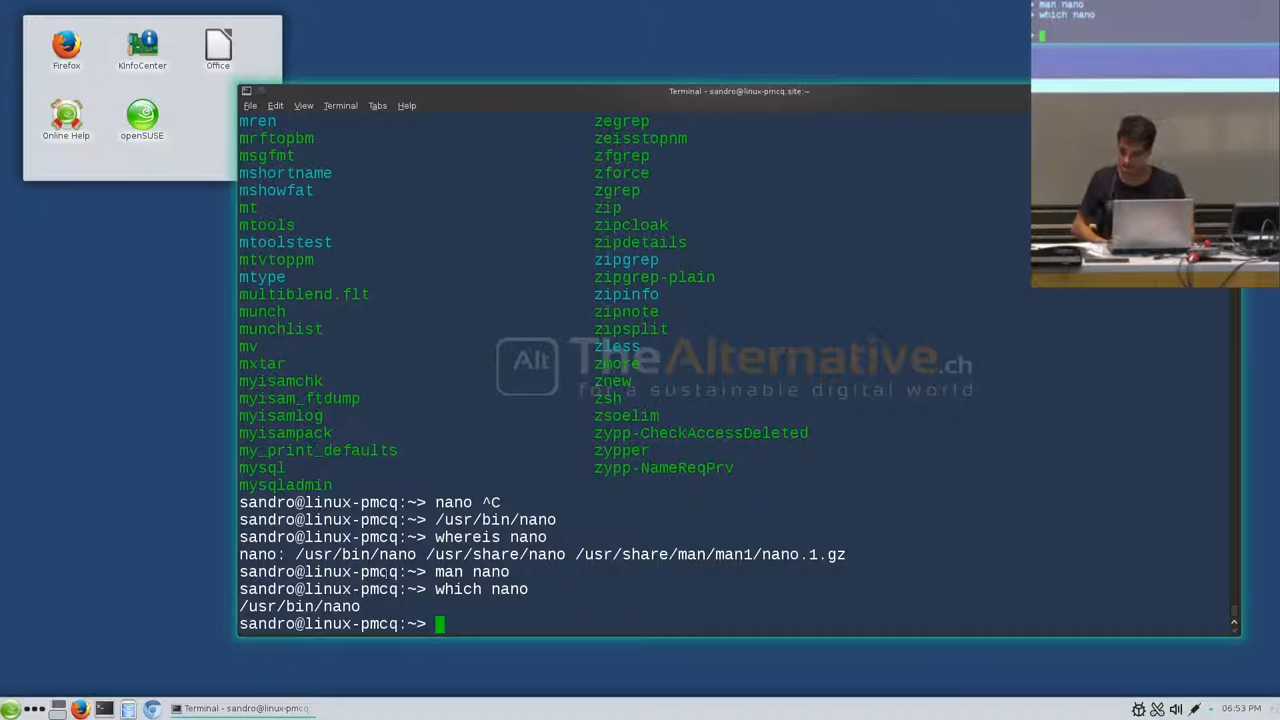 Firefox
KInfoCenter
Office
Online Help
openSUSE
man nano
which nano
Terminal - sandro@linux-pmcq.site:~
File Edit View Terminal Tabs Help
mren zegrep
mrftopbm zeisstopnm
msgfmt zfgrep
mshortname zforce
mshowfat zgrep
mt zip
mtools zipcloak
mtoolstest zipdetails
mtvtoppm zipgrep
mtype zipgrep-plain
multiblend.flt zipinfo
munch zipnote
munchlist zipsplit
mv zless
mxtar zmore
myisamchk znew
myisam_ftdump zsh
myisamlog zsoelim
myisampack zypp-CheckAccessDeleted
my_print_defaults zypper
mysql zypp-NameReqPrv
mysqladmin
Alt TheAlternative.ch
for a sustainable digital world
sandro@linux-pmcq:~> nano ^C
sandro@linux-pmcq:~> /usr/bin/nano
sandro@linux-pmcq:~> whereis nano
nano: /usr/bin/nano /usr/share/nano /usr/share/man/man1/nano.1.gz
sandro@linux-pmcq:~> man nano
sandro@linux-pmcq:~> which nano
/usr/bin/nano
sandro@linux-pmcq:~>
Terminal - sandro@linux-pmcq
06:53 PM